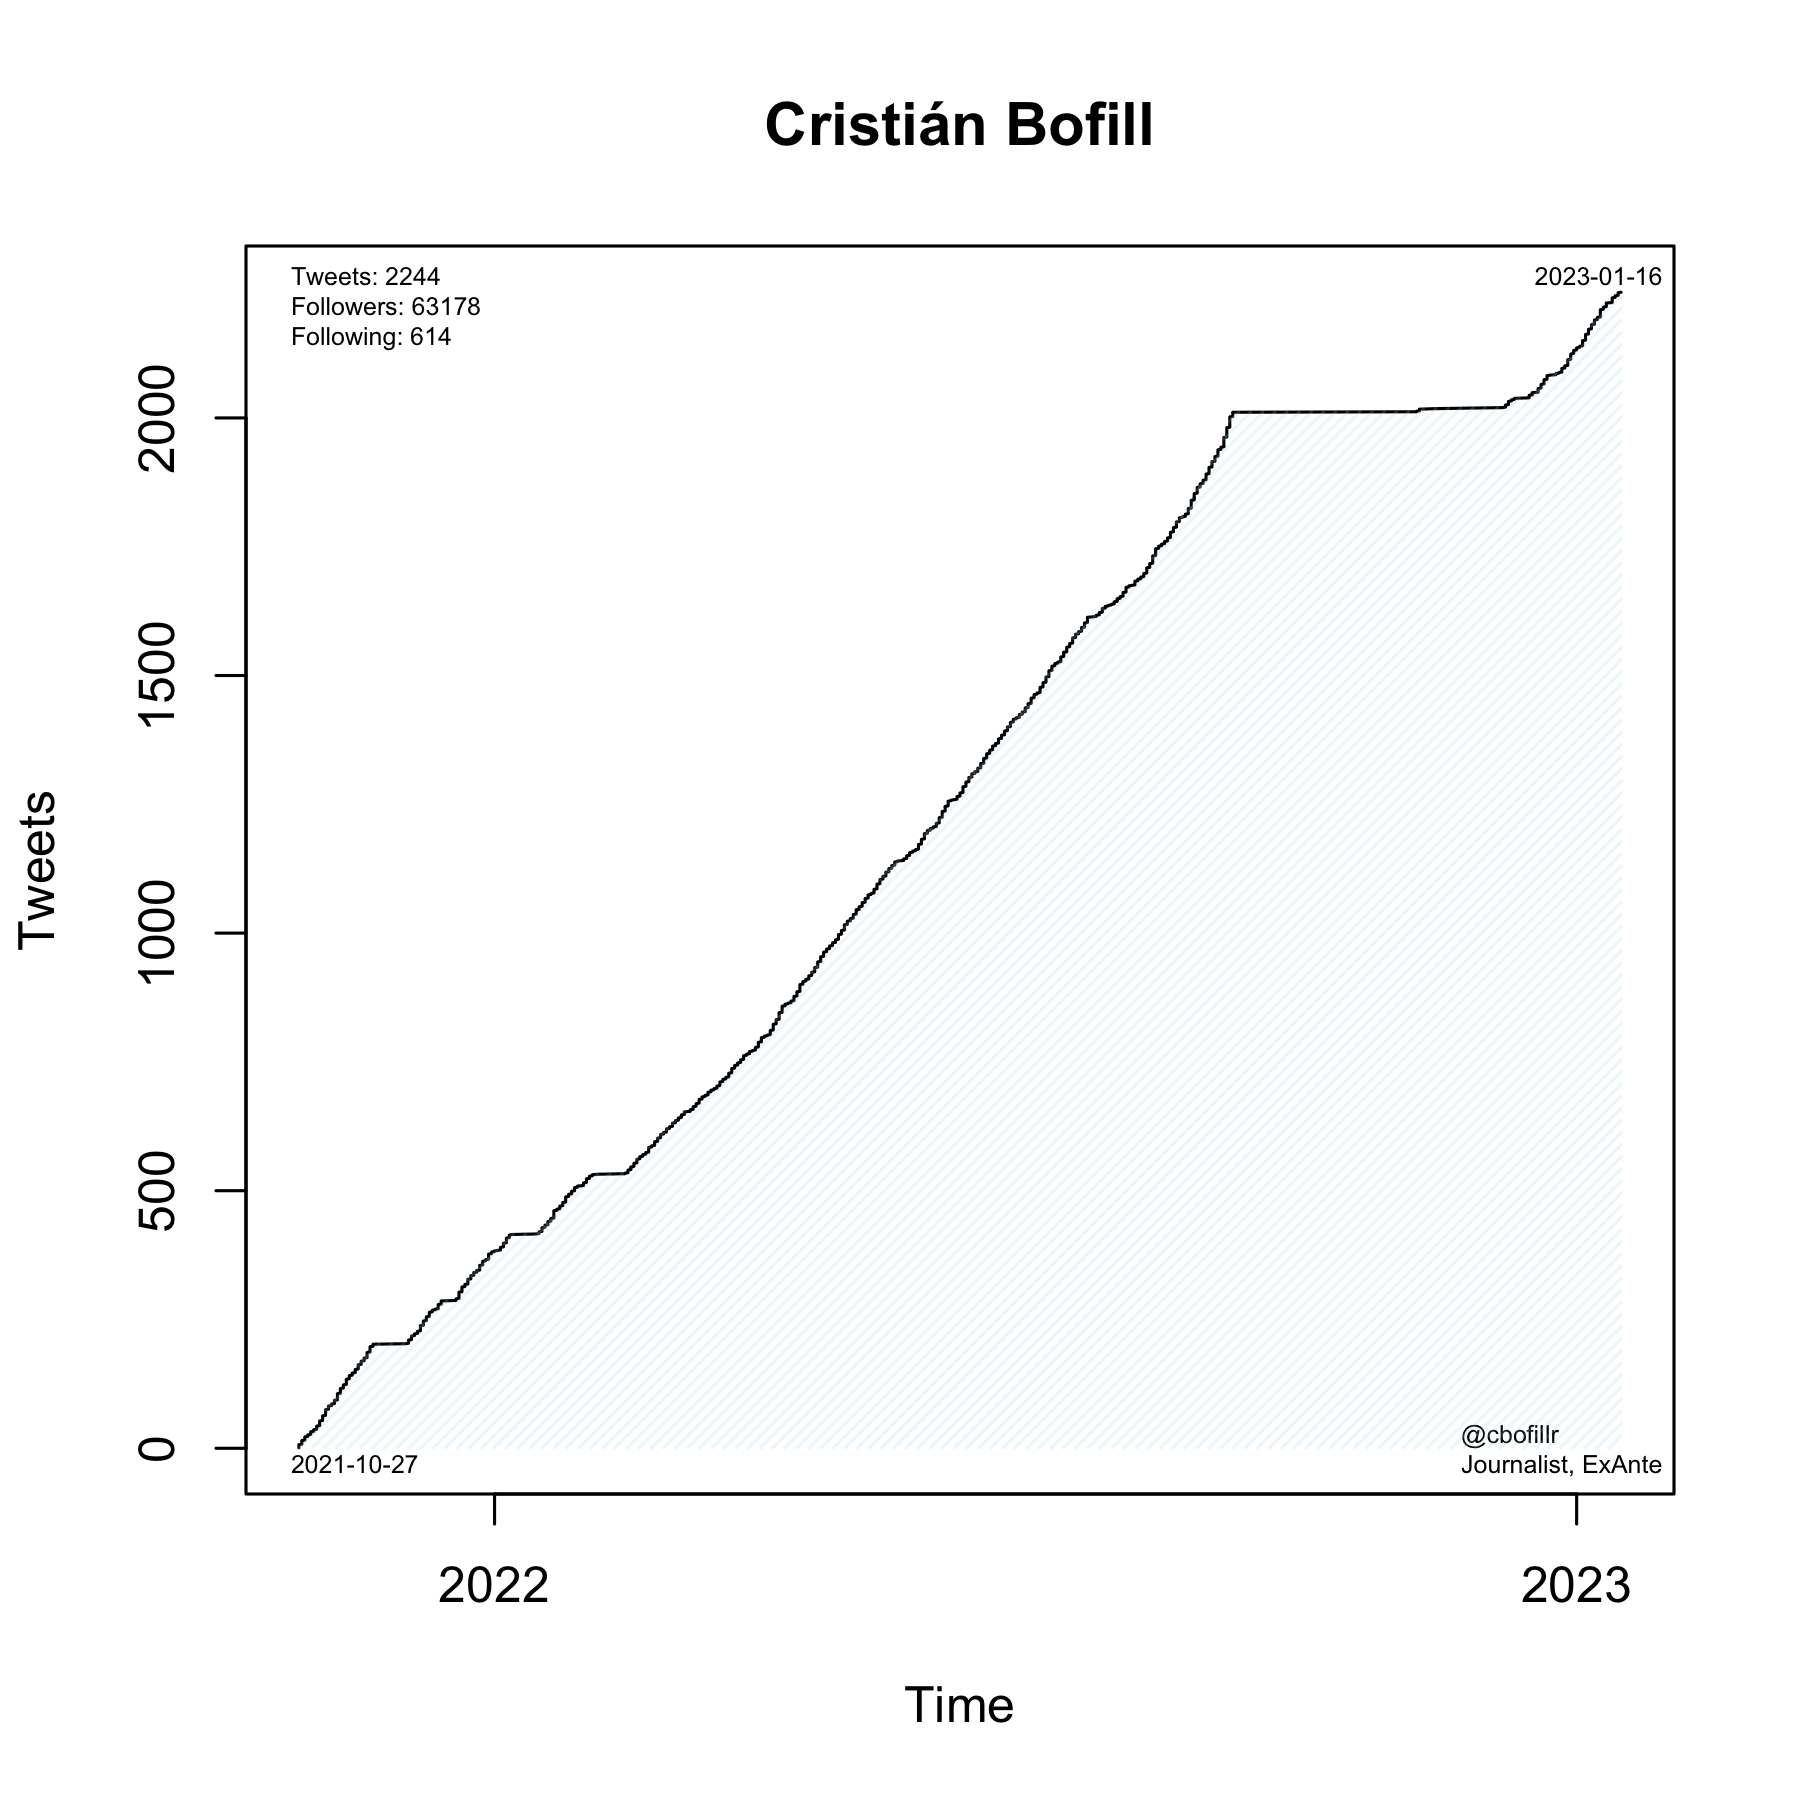 Cristián Bofill
Tweets: 2244
Followers: 63178
Following: 614
2023-01-16
2000
1500
1000
500
0
Tweets
2021-10-27
@cbofillr
Journalist, ExAnte
2022
2023
Time